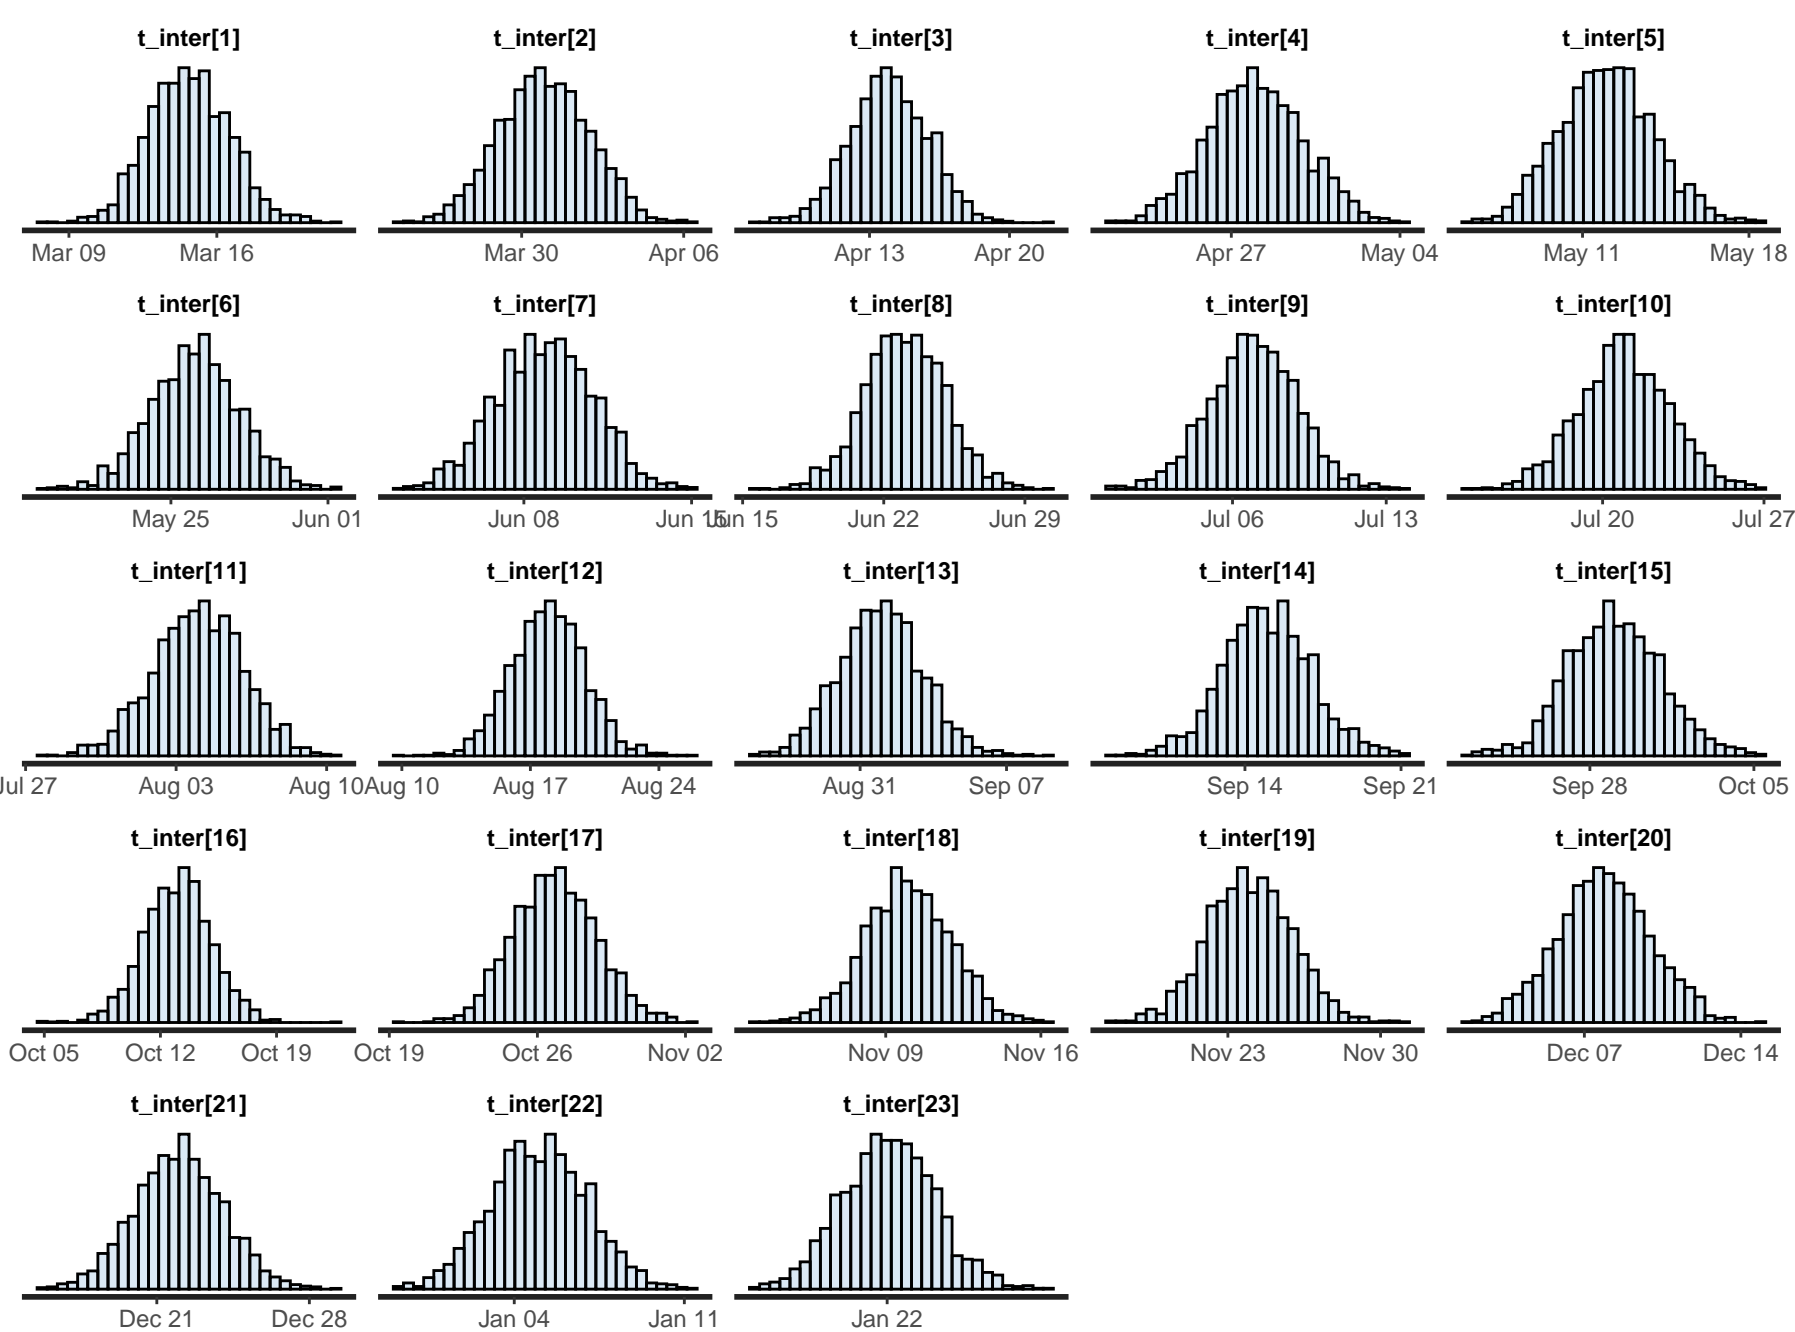 t_inter[1] t_inter[2] t_inter[3] t_inter[4] t_inter[5]
Mar 09 Mar 16 Mar 30 Apr 06 Apr 13 Apr 20 Apr 27 May 04 May 11 May 18
t_inter[6] t_inter[7] t_inter[8] t_inter[9] t_inter[10]
May 25 Jun 01 Jun 08 Jun 15 Jun 15 Jun 22 Jun 29 Jul 06 Jul 13 Jul 20 Jul 27
t_inter[11] t_inter[12] t_inter[13] t_inter[14] t_inter[15]
Jul 27 Aug 03 Aug 10 Aug 10 Aug 17 Aug 24 Aug 31 Sep 07 Sep 14 Sep 21 Sep 28 Oct 05
t_inter[16] t_inter[17] t_inter[18] t_inter[19] t_inter[20]
Oct 05 Oct 12 Oct 19 Oct 19 Oct 26 Nov 02 Nov 09 Nov 16 Nov 23 Nov 30 Dec 07 Dec 14
t_inter[21] t_inter[22] t_inter[23]
Dec 21 Dec 28 Jan 04 Jan 11 Jan 22